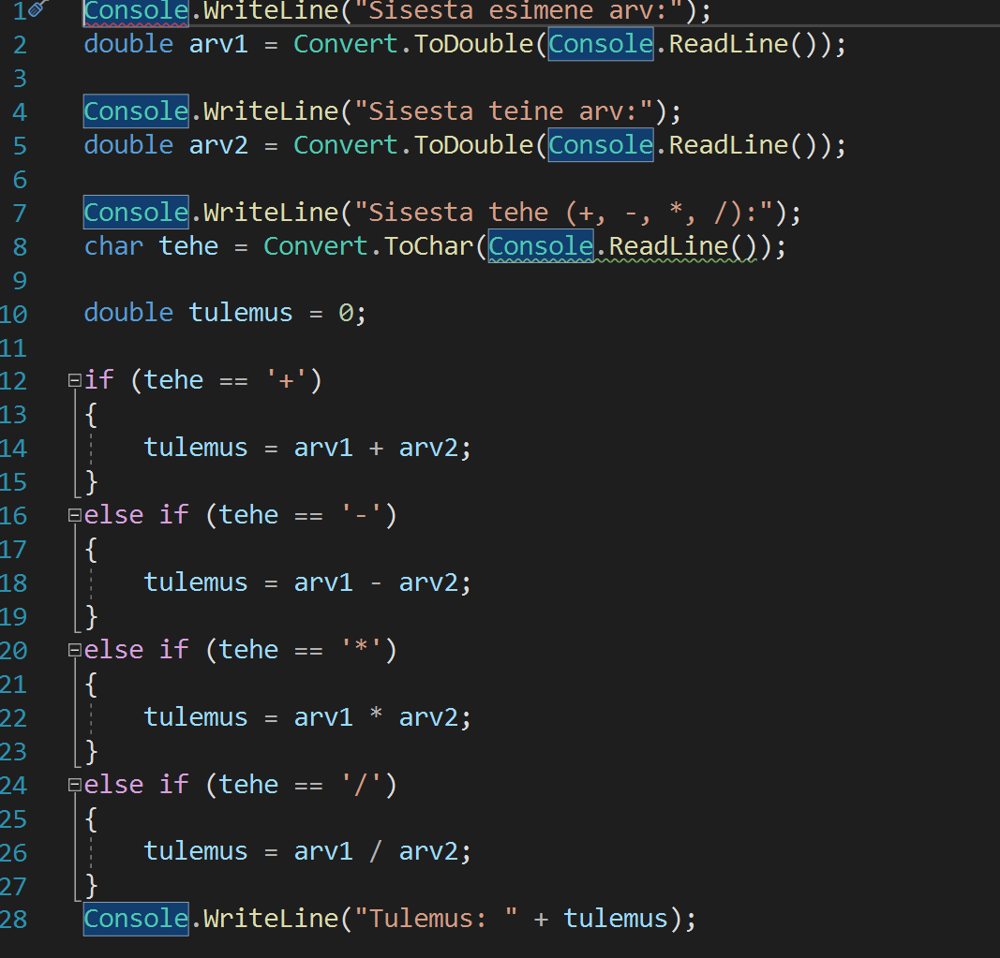 1 Console.WriteLine("Sisesta esimene arv:");
2 double arv1 = Convert.ToDouble(Console.ReadLine());
3
4 Console.WriteLine("Sisesta teine arv:");
5 double arv2 = Convert.ToDouble(Console.ReadLine());
6
7 Console.WriteLine("Sisesta tehe (+, -, *, /):");
8 char tehe = Convert.ToChar(Console.ReadLine());
9
10 double tulemus = 0;
11
12 if (tehe == '+')
13 {
14     tulemus = arv1 + arv2;
15 }
16 else if (tehe == '-')
17 {
18     tulemus = arv1 - arv2;
19 }
20 else if (tehe == '*')
21 {
22     tulemus = arv1 * arv2;
23 }
24 else if (tehe == '/')
25 {
26     tulemus = arv1 / arv2;
27 }
28 Console.WriteLine("Tulemus: " + tulemus);